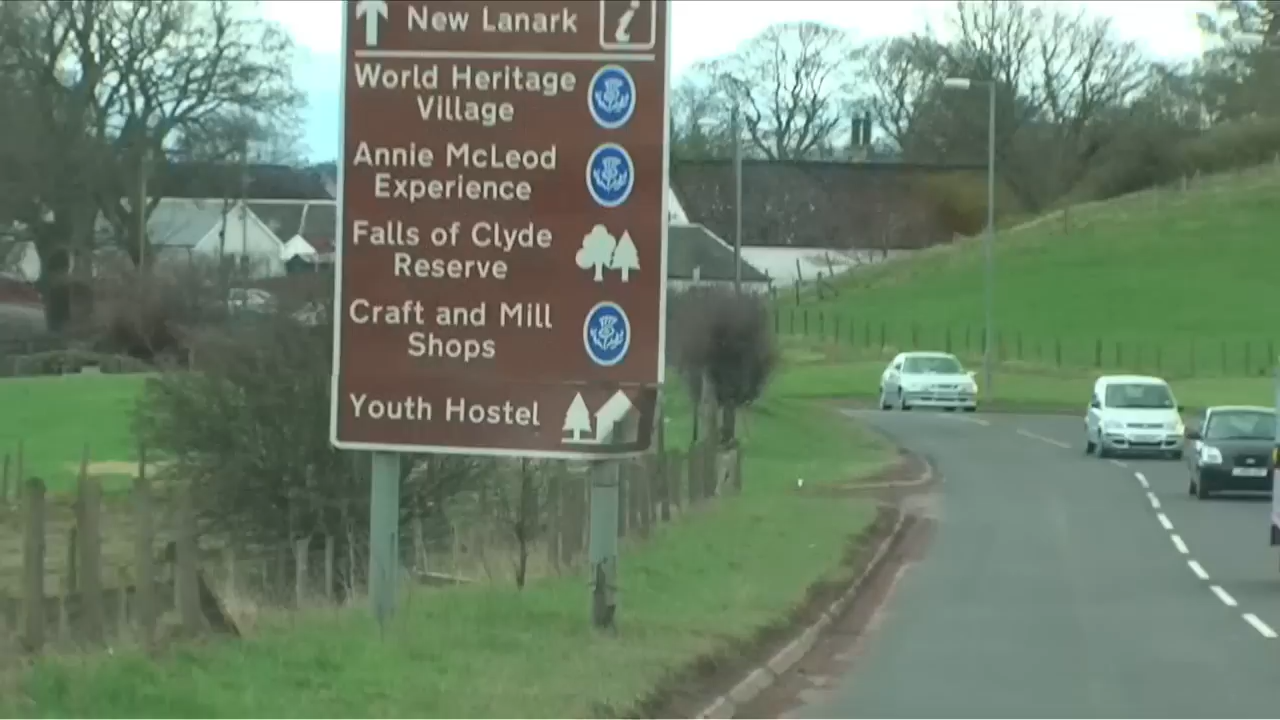 New Lanark i
World Heritage
Village
Annie McLeod
Experience
Falls of Clyde
Reserve
Craft and Mill
Shops
Youth Hostel